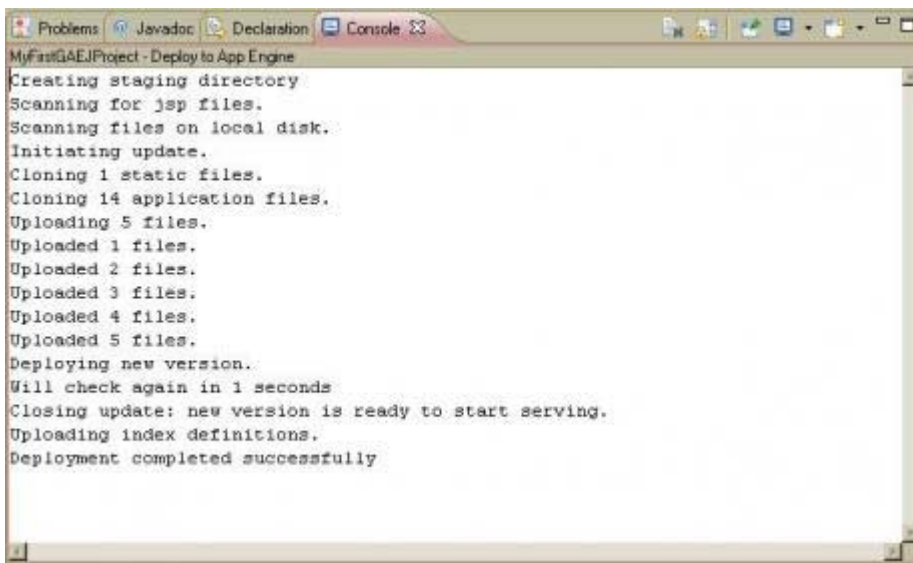 Problems Javadoc Declaration Console
MyFirstGAEJProject - Deploy to App Engine
Creating staging directory
Scanning for jsp files.
Scanning files on local disk.
Initiating update.
Cloning 1 static files.
Cloning 14 application files.
Uploading 5 files.
Uploaded 1 files.
Uploaded 2 files.
Uploaded 3 files.
Uploaded 4 files.
Uploaded 5 files.
Deploying new version.
Will check again in 1 seconds
Closing update: new version is ready to start serving.
Uploading index definitions.
Deployment completed successfully